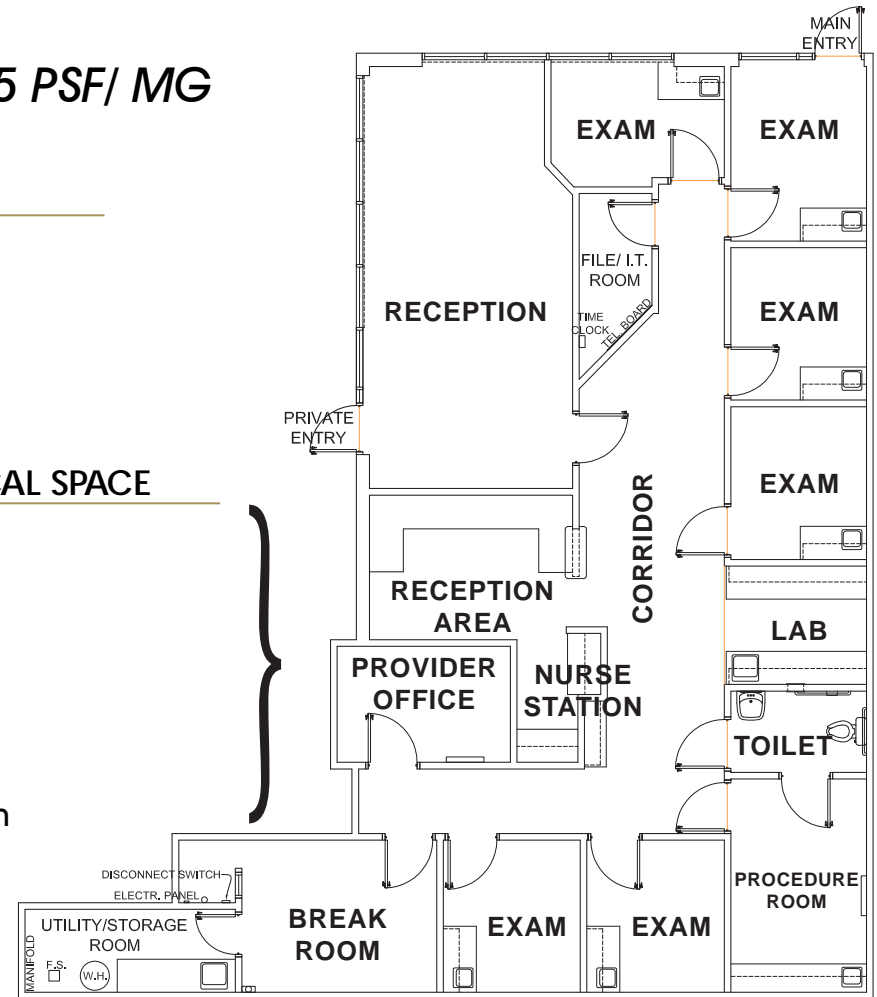 5 PSF/ MG
CAL SPACE
MAIN
ENTRY
EXAM
EXAM
FILE/ I.T.
ROOM
RECEPTION
EXAM
TIME
CLOCK
TEL. BOARD
PRIVATE
ENTRY
EXAM
CORRIDOR
RECEPTION
AREA
LAB
PROVIDER
OFFICE
NURSE
STATION
TOILET
DISCONNECT SWITCH
ELECTR. PANEL
PROCEDURE
ROOM
UTILITY/STORAGE
ROOM
BREAK
ROOM
EXAM
EXAM
MANIFOLD
F.S.
W.H.